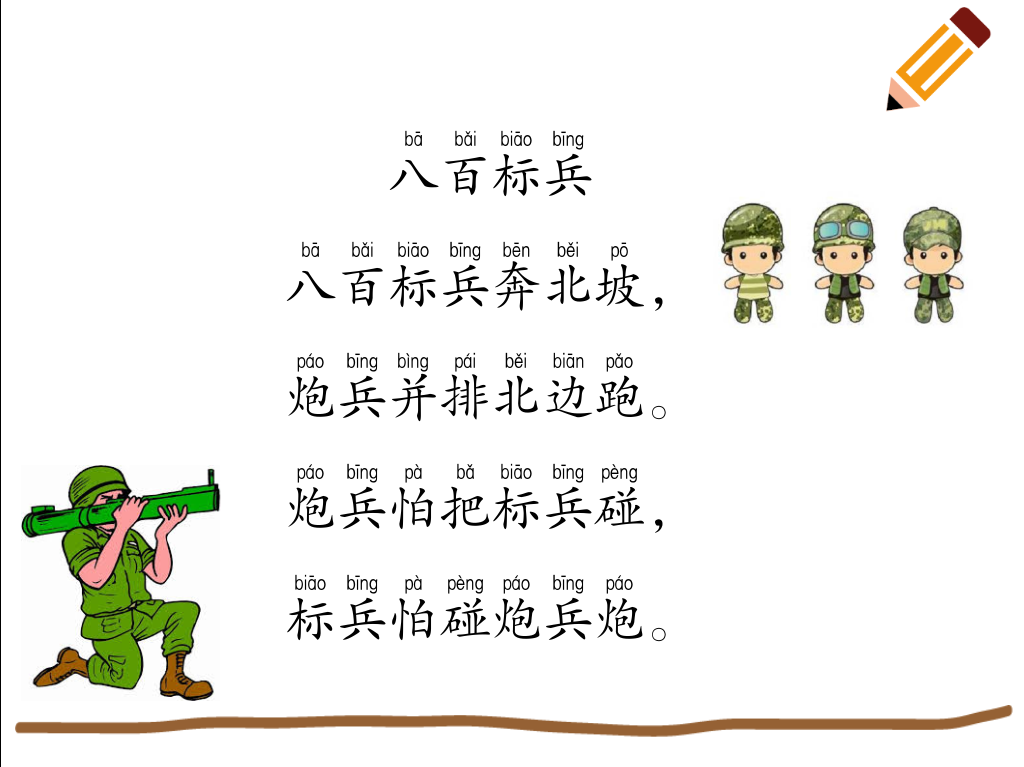 bā bǎi biāo bīng
八百标兵
bā bǎi biāo bīng bēn běi pō
八百标兵奔北坡，
páo bīng bìng pái běi biān pǎo
炮兵并排北边跑。
páo bīng pà bǎ biāo bīng pèng
炮兵怕把标兵碰，
biāo bīng pà pèng páo bīng páo
标兵怕碰炮兵炮。